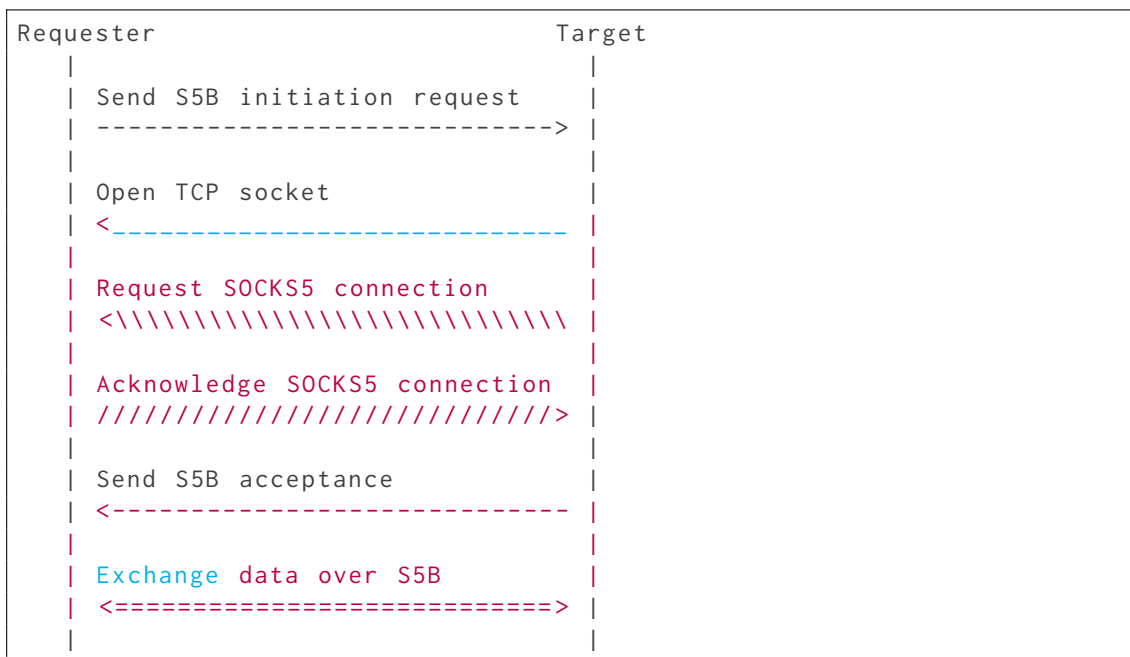 Requester                         Target
   |                                |
   | Send S5B initiation request    |
   | -----------------------------> |
   |                                |
   | Open TCP socket                |
   | <_____________________________ |
   |                                |
   | Request SOCKS5 connection      |
   | <\\\\\\\\\\\\\\\\\\\\\\\\\\\\\ |
   |                                |
   | Acknowledge SOCKS5 connection  |
   | /////////////////////////////> |
   |                                |
   | Send S5B acceptance            |
   | <----------------------------- |
   |                                |
   | Exchange data over S5B         |
   | <============================> |
   |                                |